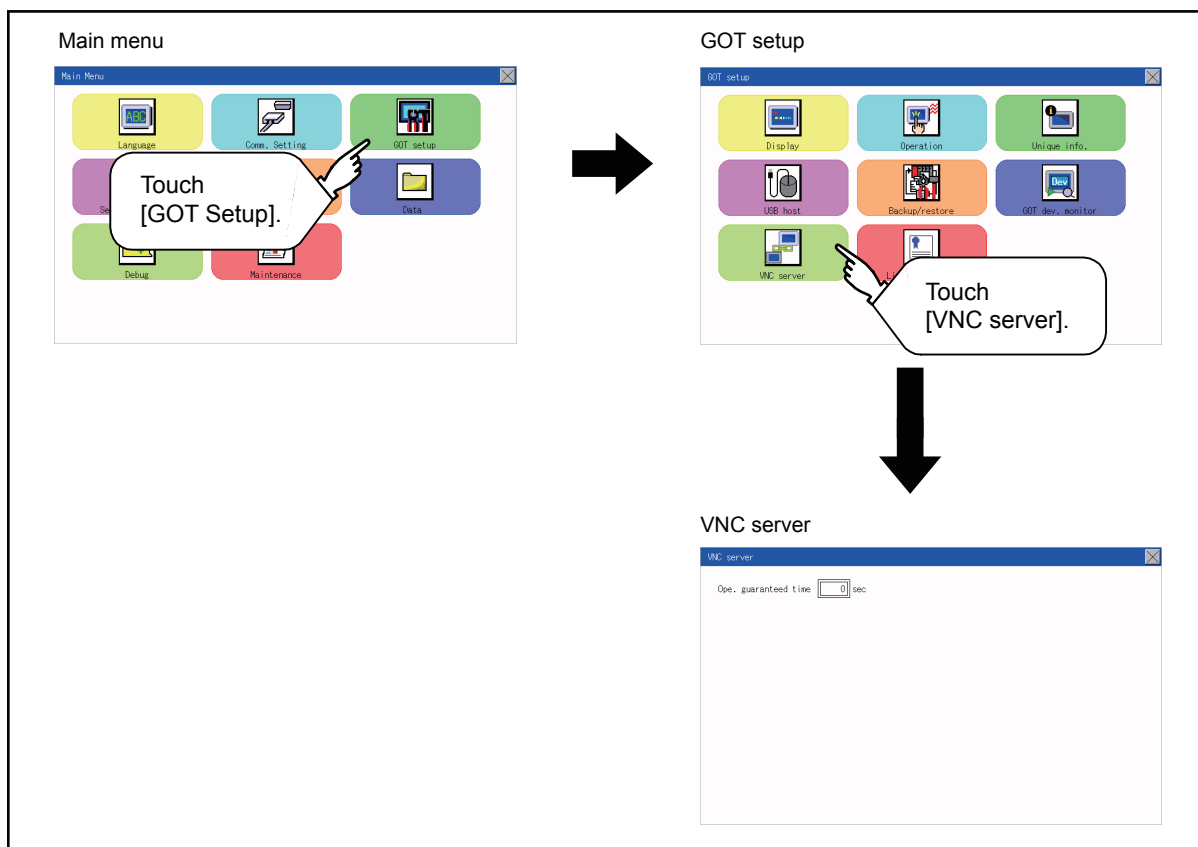 Main menu
Main Menu
Language
Comm. Setting
GOT setup
Touch
[GOT Setup].
Data
Debug
Maintenance
GOT setup
GOT setup
Display
Operation
Unique info.
USB host
Backup/restore
GOT dev. monitor
VNC server
Touch
[VNC server].
VNC server
VNC server
Ope. guaranteed time 0 sec